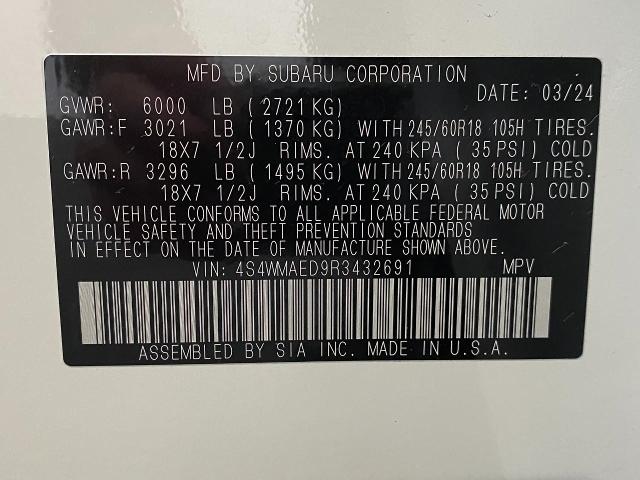 MFD BY SUBARU CORPORATION
DATE: 03/24
GVWR: 6000 LB (2721 KG)
GAWR:F 3021 LB (1370 KG) WITH 245/60R18 105H TIRES.
18X7 1/2J RIMS. AT 240 KPA (35 PSI) COLD
GAWR:R 3296 LB (1495 KG) WITH 245/60R18 105H TIRES.
18X7 1/2J RIMS. AT 240 KPA (35 PSI) COLD
THIS VEHICLE CONFORMS TO ALL APPLICABLE FEDERAL MOTOR
VEHICLE SAFETY AND THEFT PREVENTION STANDARDS
IN EFFECT ON THE DATE OF MANUFACTURE SHOWN ABOVE.
VIN: 4S4WMAED9R3432691 MPV
ASSEMBLED BY SIA INC. MADE IN U.S.A.